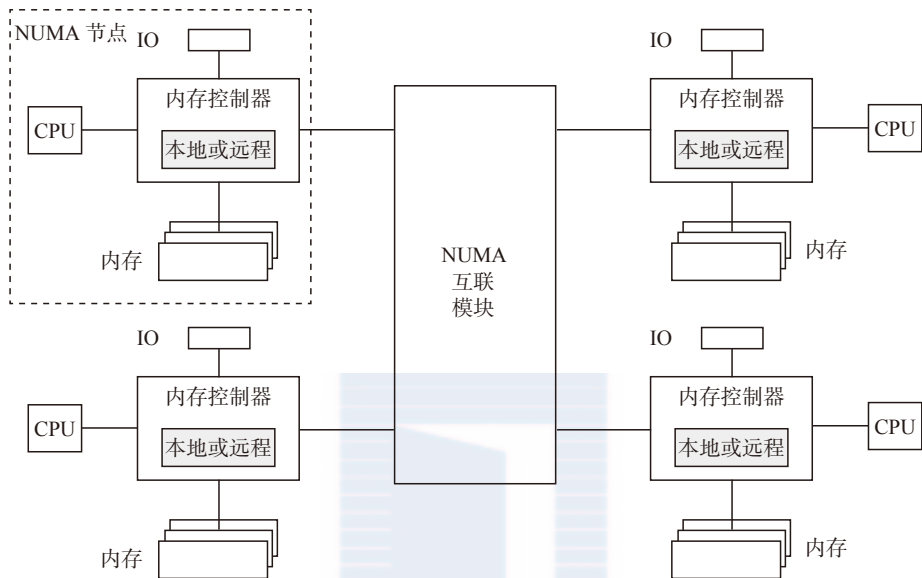 NUMA 节点
IO
IO
内存控制器
内存控制器
CPU
CPU
本地或远程
本地或远程
内存
内存
NUMA
互联
模块
IO
IO
内存控制器
内存控制器
CPU
CPU
本地或远程
本地或远程
内存
内存